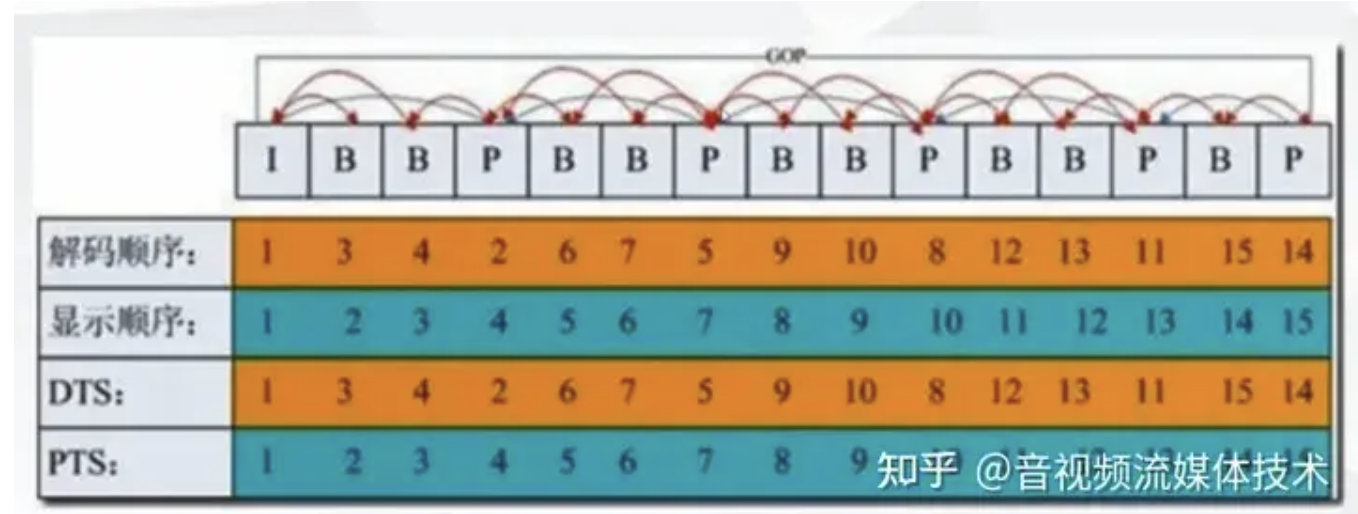 GOP
I B B P B B P B B P B B P B P
解码顺序： 1 3 4 2 6 7 5 9 10 8 12 13 11 15 14
显示顺序： 1 2 3 4 5 6 7 8 9 10 11 12 13 14 15
DTS： 1 3 4 2 6 7 5 9 10 8 12 13 11 15 14
PTS： 1 2 3 4 5 6 7 8 9
知乎 @音视频流媒体技术